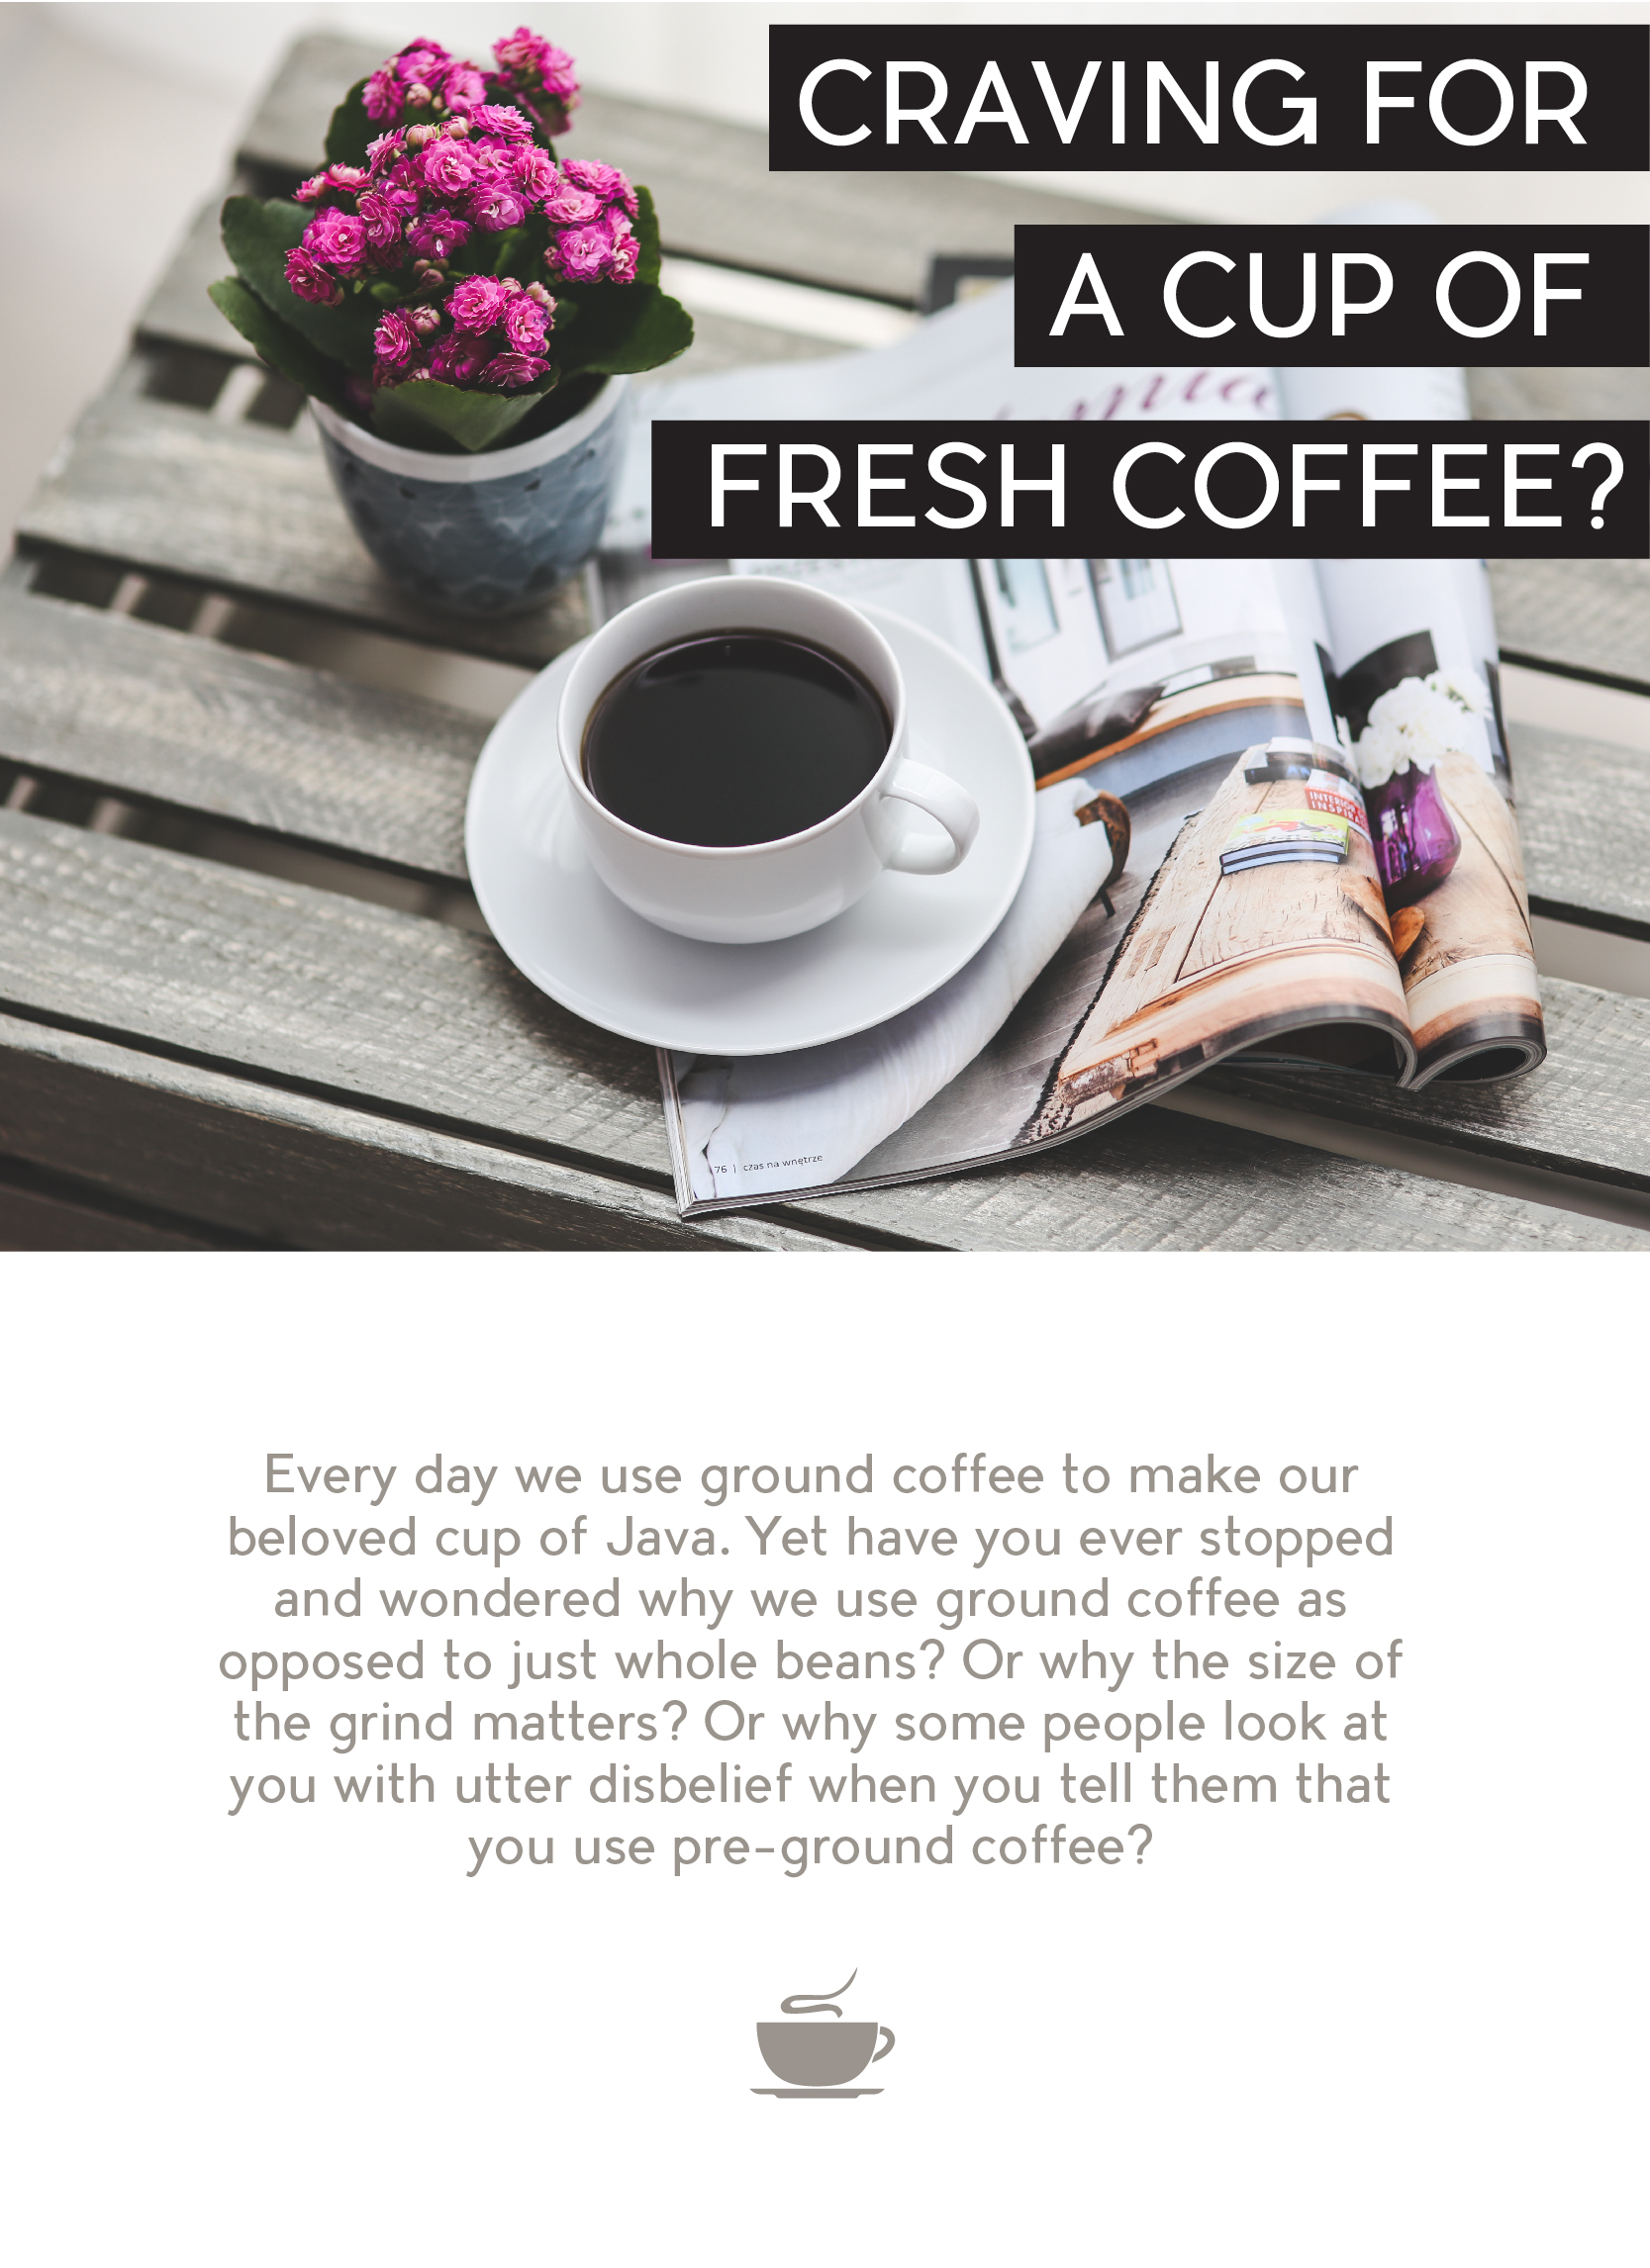 CRAVING FOR
A CUP OF
FRESH COFFEE?
76 | czas na wnętrze
Every day we use ground coffee to make our
beloved cup of Java. Yet have you ever stopped
and wondered why we use ground coffee as
opposed to just whole beans? Or why the size of
the grind matters? Or why some people look at
you with utter disbelief when you tell them that
you use pre-ground coffee?